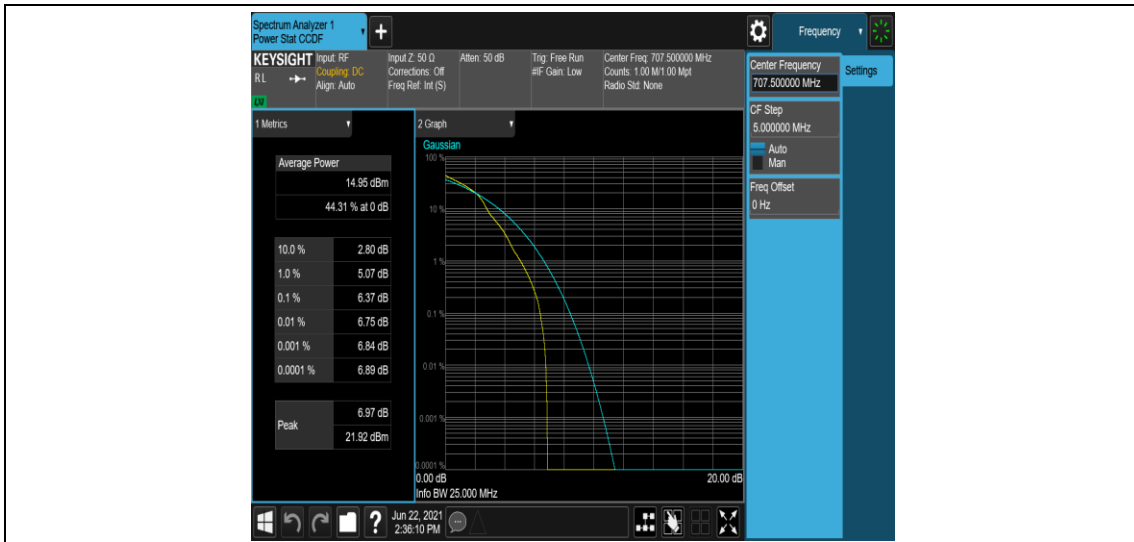 Spectrum Analyzer 1
Power Stat CCDF
+
Frequency
KEYSIGHT
RL
LXI
Input: RF
Coupling: DC
Align: Auto
Input Z: 50 Ω
Corrections: Off
Freq Ref: Int (S)
Atten: 50 dB
Trig: Free Run
#IF Gain: Low
Center Freq: 707.500000 MHz
Counts: 1.00 M/1.00 Mpt
Radio Std: None
Center Frequency
707.500000 MHz
Settings
CF Step
5.000000 MHz
Auto
Man
Freq Offset
0 Hz
1 Metrics
Average Power
14.95 dBm
44.31 % at 0 dB
10.0 % 2.80 dB
1.0 % 5.07 dB
0.1 % 6.37 dB
0.01 % 6.75 dB
0.001 % 6.84 dB
0.0001 % 6.89 dB
Peak
6.97 dB
21.92 dBm
2 Graph
Gaussian
100 %
10 %
1 %
0.1 %
0.01 %
0.001 %
0.0001 %
0.00 dB 20.00 dB
Info BW 25.000 MHz
?
Jun 22, 2021
2:36:10 PM